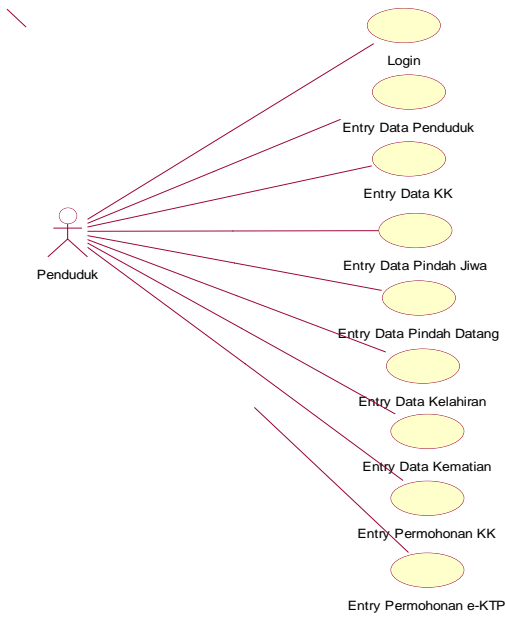 Login
Entry Data Penduduk
Entry Data KK
Penduduk
Entry Data Pindah Jiwa
Entry Data Pindah Datang
Entry Data Kelahiran
Entry Data Kematian
Entry Permohonan KK
Entry Permohonan e-KTP